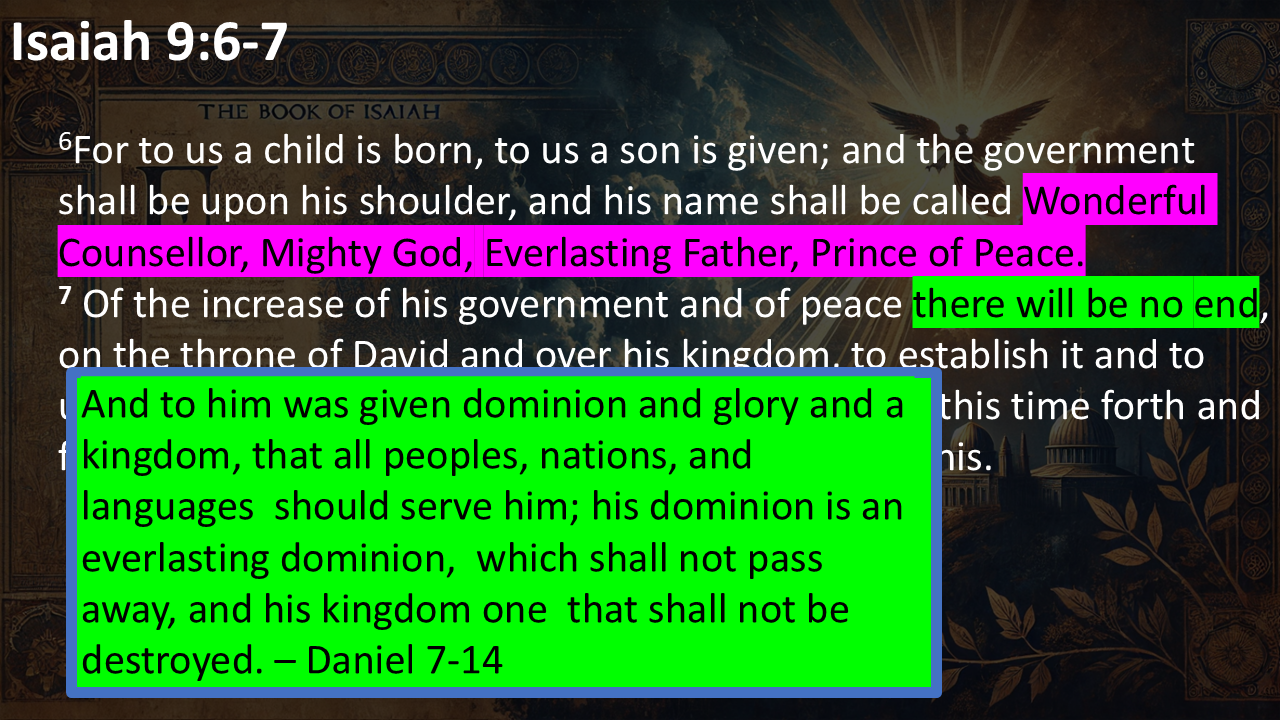 Isaiah 9:6-7
THE BOOK OF ISAIAH
⁶For to us a child is born, to us a son is given; and the government
shall be upon his shoulder, and his name shall be called Wonderful
Counsellor, Mighty God, Everlasting Father, Prince of Peace.
⁷ Of the increase of his government and of peace there will be no end,
on the throne of David and over his kingdom, to establish it and to
this time forth and
And to him was given dominion and glory and a
kingdom, that all peoples, nations, and
languages  should serve him; his dominion is an
everlasting dominion,  which shall not pass
away, and his kingdom one  that shall not be
destroyed. – Daniel 7-14